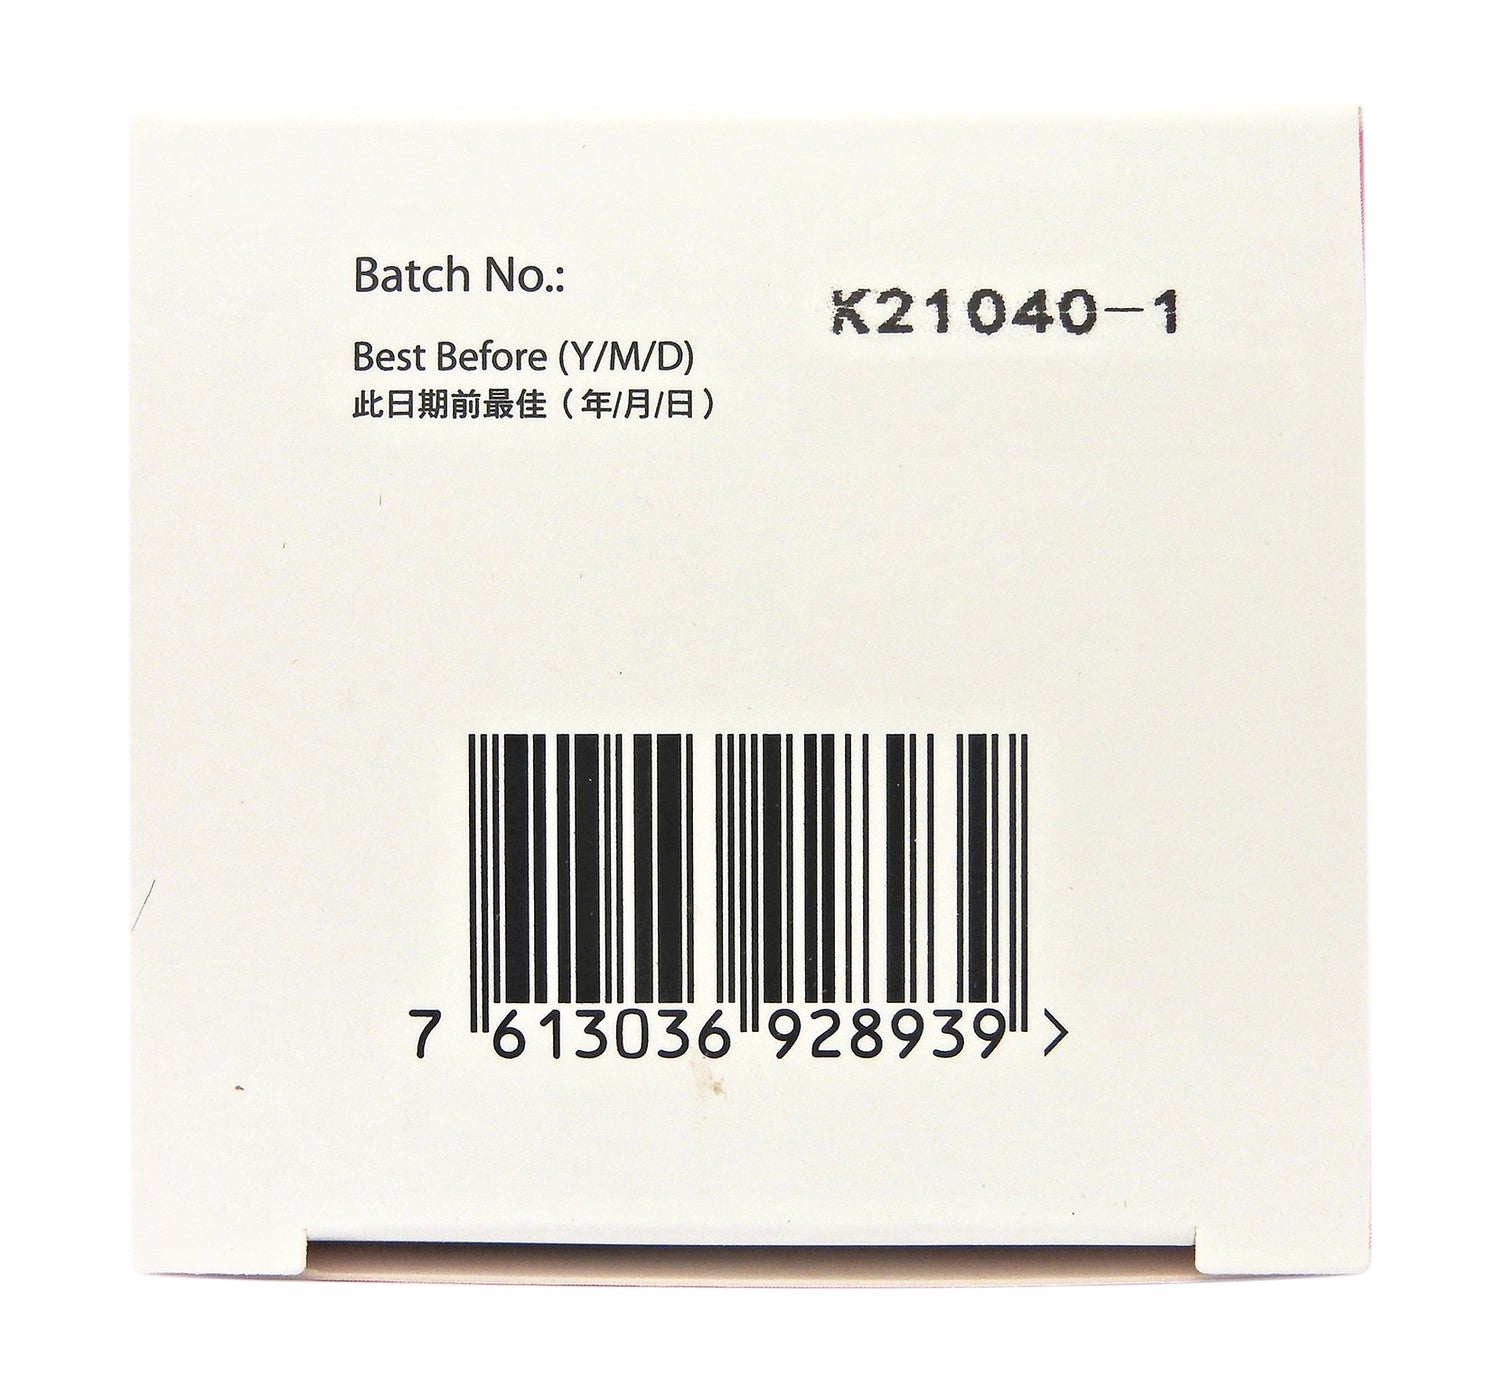 Batch No.:
K21040-1
Best Before (Y/M/D)
此日期前最佳（年/月/日）
7 613036 928939 >